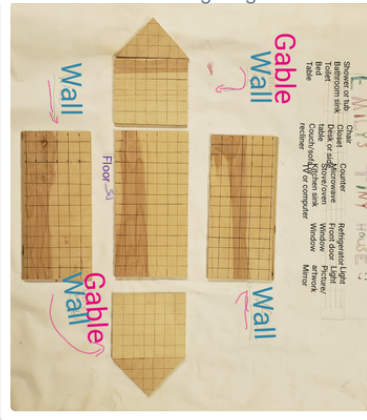 EMILYS TINY HOUSE
Shower or tub
Bathroom sink
Toilet
Bed
Table
Chair
Closet
Desk or side
table
Couch/sofa
recliner
Counter
Microwave
Stove/oven
Kitchen sink
TV or computer
Refrigerator
Front door
Window
Window
Light
Light
Picture/
artwork
Mirror
Gable
Wall
Wall
Floor
Wall
Gable
Wall